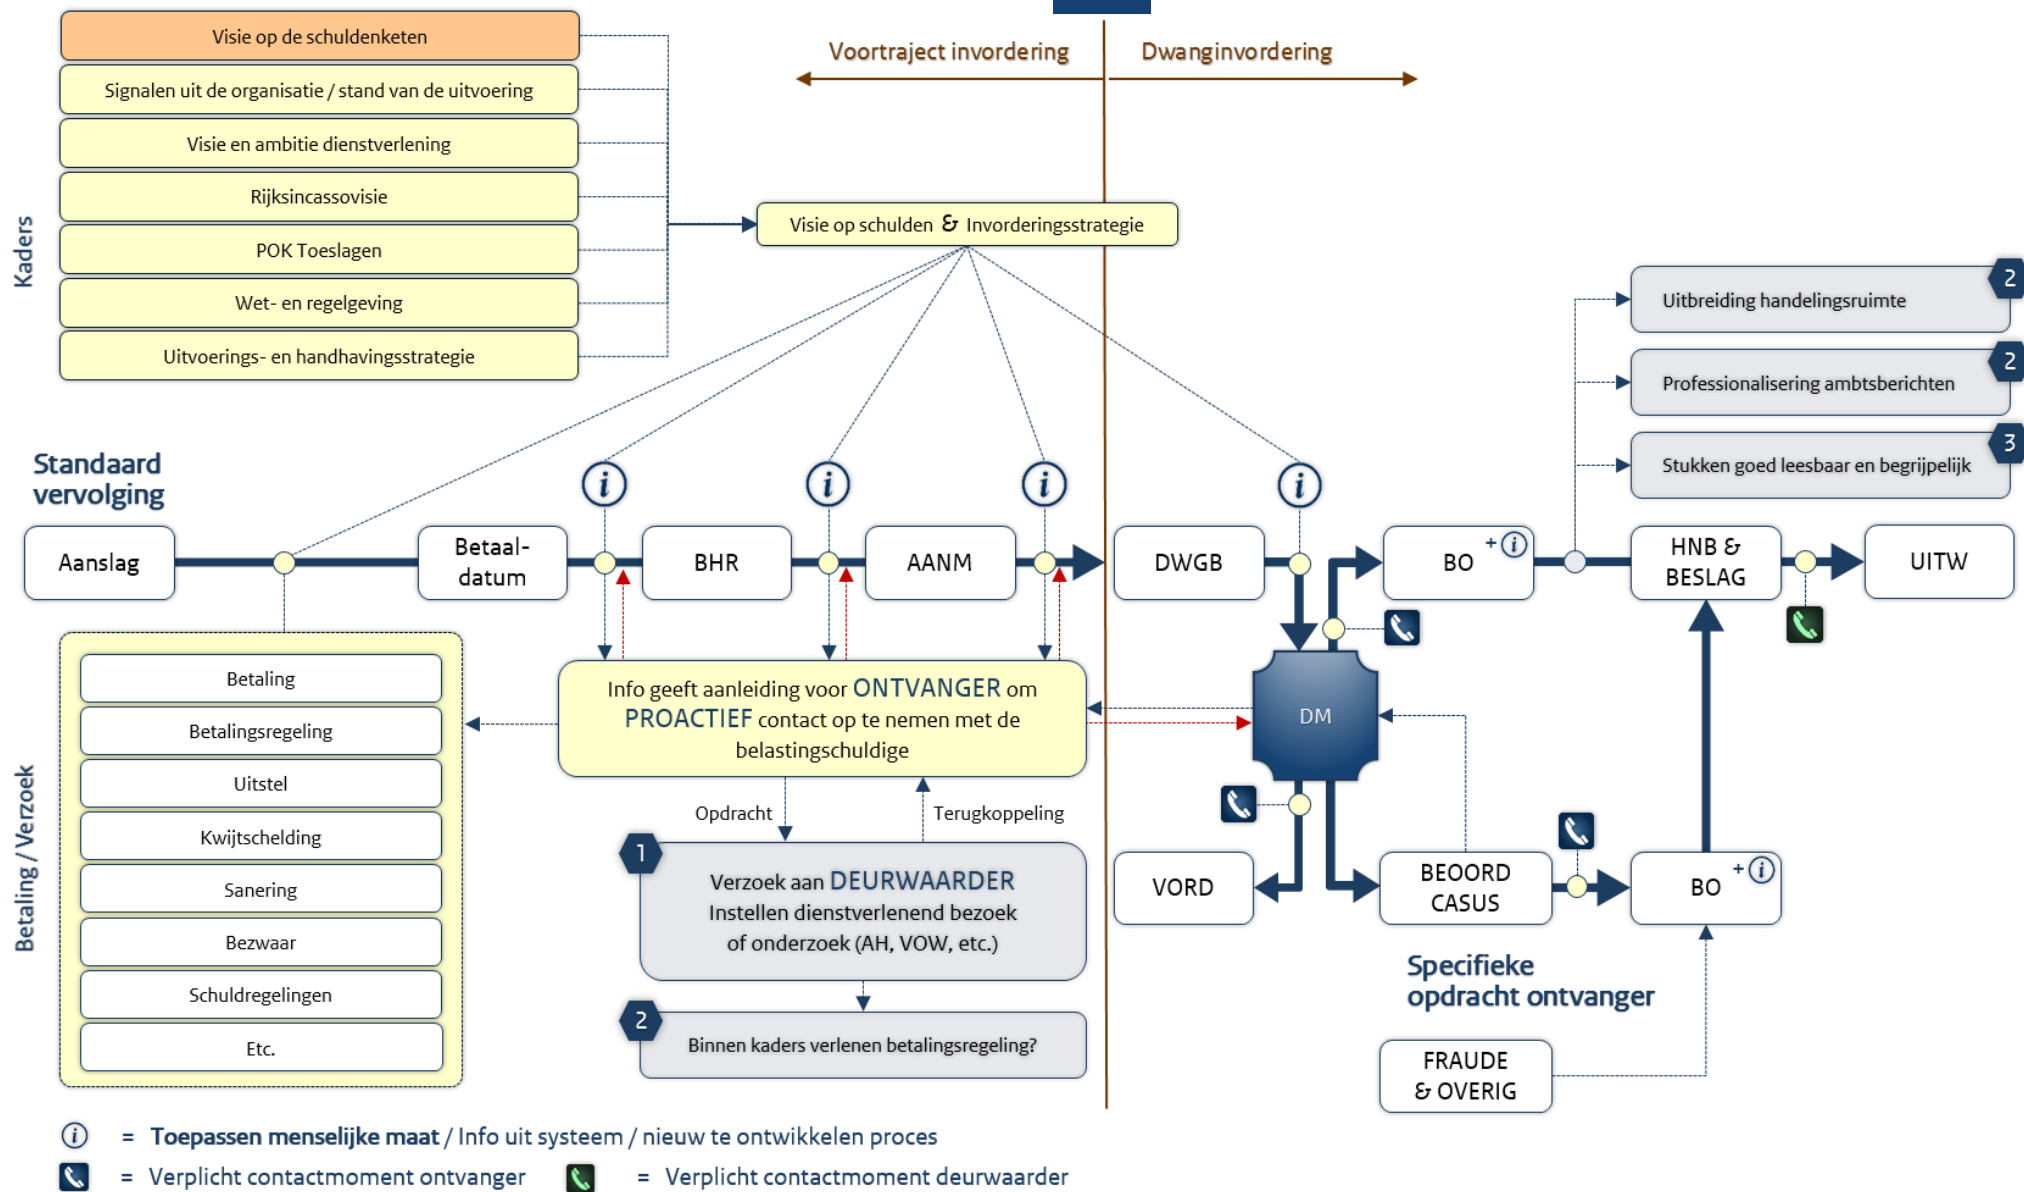 Visie op de schuldenketen
Signalen uit de organisatie / stand van de uitvoering
Visie en ambitie dienstverlening
Rijksincassovisie
POK Toeslagen
Wet- en regelgeving
Uitvoerings- en handhavingsstrategie
Kaders
Voortraject invordering
Dwanginvordering
Visie op schulden & Invorderingsstrategie
2
Uitbreiding handelingsruimte
2
Professionalisering ambtsberichten
3
Stukken goed leesbaar en begrijpelijk
Standaard
vervolging
i
i
i
i
Aanslag
Betaal-
datum
BHR
AANM
DWGB
BO
+ i
HNB &
BESLAG
UITW
Betaling / Verzoek
Betaling
Betalingsregeling
Uitstel
Kwijtschelding
Sanering
Bezwaar
Schuldregelingen
Etc.
Info geeft aanleiding voor ONTVANGER om
PROACTIEF contact op te nemen met de
belastingschuldige
Opdracht
Terugkoppeling
1
Verzoek aan DEURWAARDER
Instellen dienstverlenend bezoek
of onderzoek (AH, VOW, etc.)
2
Binnen kaders verlenen betalingsregeling?
DM
VORD
BEOORD
CASUS
BO
+ i
Specifieke
opdracht ontvanger
FRAUDE
& OVERIG
i = Toepassen menselijke maat / Info uit systeem / nieuw te ontwikkelen proces
= Verplicht contactmoment ontvanger
= Verplicht contactmoment deurwaarder